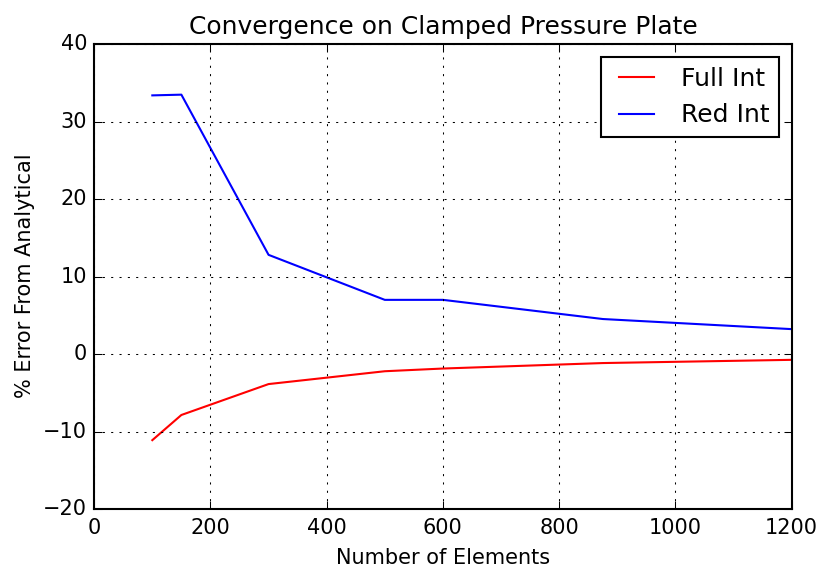 Convergence on Clamped Pressure Plate
40
30
20
10
0
−10
−20
% Error From Analytical
Full Int
Red Int
0 200 400 600 800 1000 1200
Number of Elements